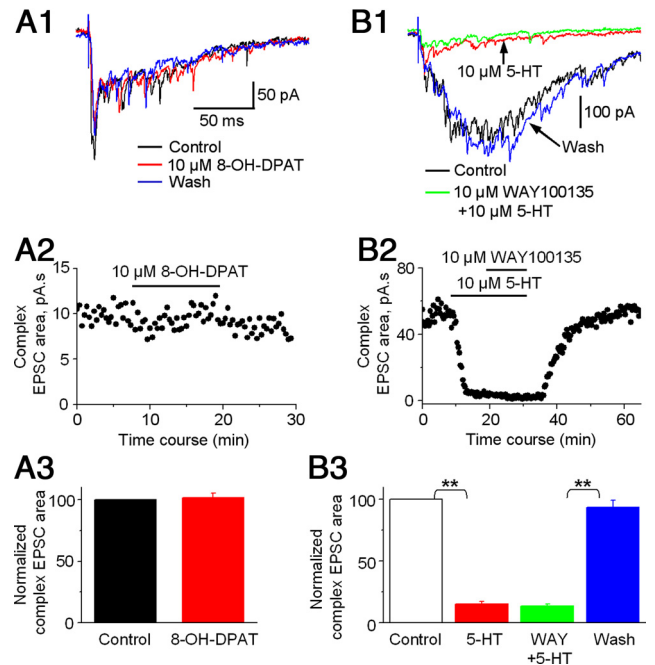 A1
50 pA
50 ms
Control
10 µM 8-OH-DPAT
Wash
B1
10 µM 5-HT
100 pA
Wash
Control
10 µM WAY100135
+10 µM 5-HT
A2
10 µM 8-OH-DPAT
Complex
EPSC area, pA.s
15
10
5
0
0 10 20 30
Time course (min)
B2
10 µM WAY100135
10 µM 5-HT
Complex
EPSC area, pA.s
80
40
0
0 20 40 60
Time course (min)
A3
Normalized
complex EPSC area
100
50
0
Control 8-OH-DPAT
B3
Normalized
complex EPSC area
100
50
0
** **
Control 5-HT WAY Wash
+5-HT